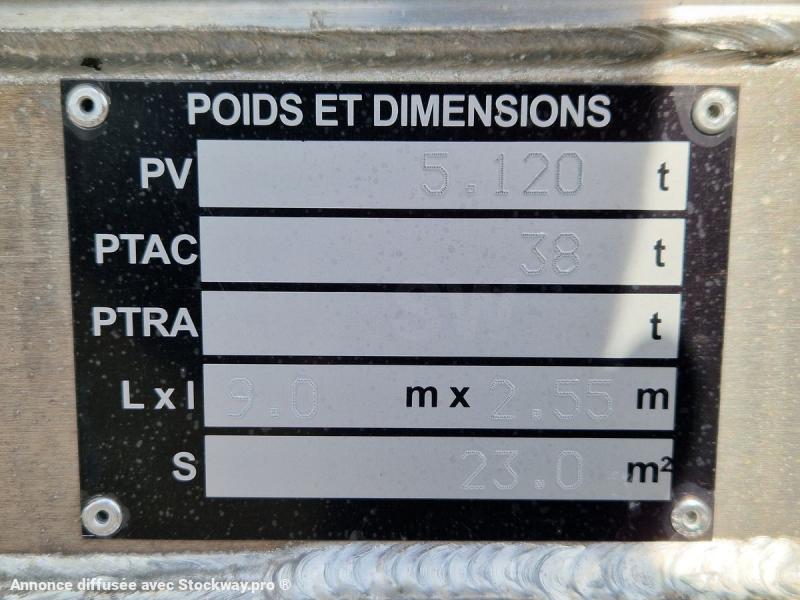 POIDS ET DIMENSIONS
PV 5.120 t
PTAC 38 t
PTRA t
L x l 9.0 m x 2.55 m
S 23.0 m²
Annonce diffusée avec Stockway.pro ®